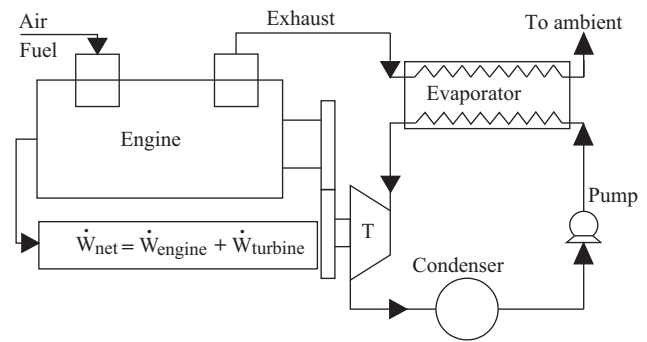 Air
Fuel
Exhaust
To ambient
Evaporator
Engine
Pump
Ẇnet = Ẇengine + Ẇturbine
T
Condenser